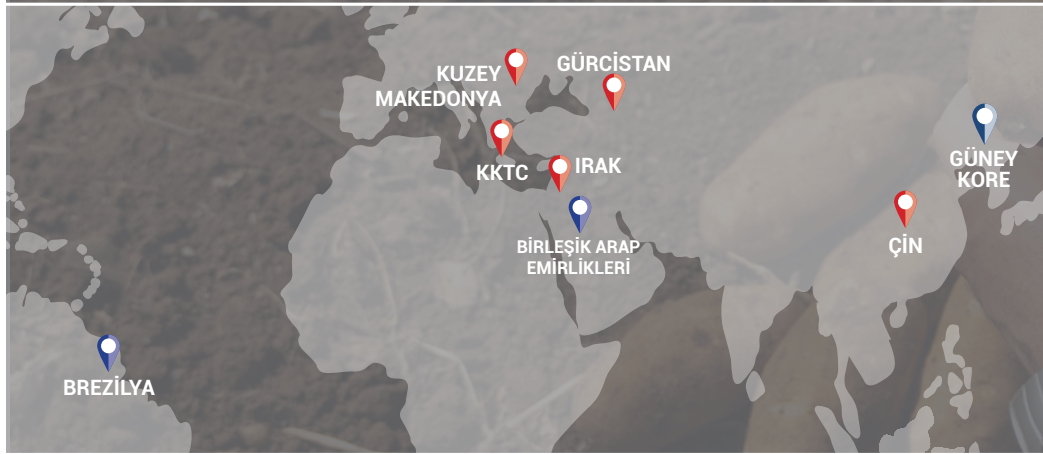 GÜRCİSTAN
KUZEY
MAKEDONYA
KKTC
IRAK
GÜNEY
KORE
ÇİN
BİRLEŞİK ARAP
EMİRLİKLERİ
BREZİLYA